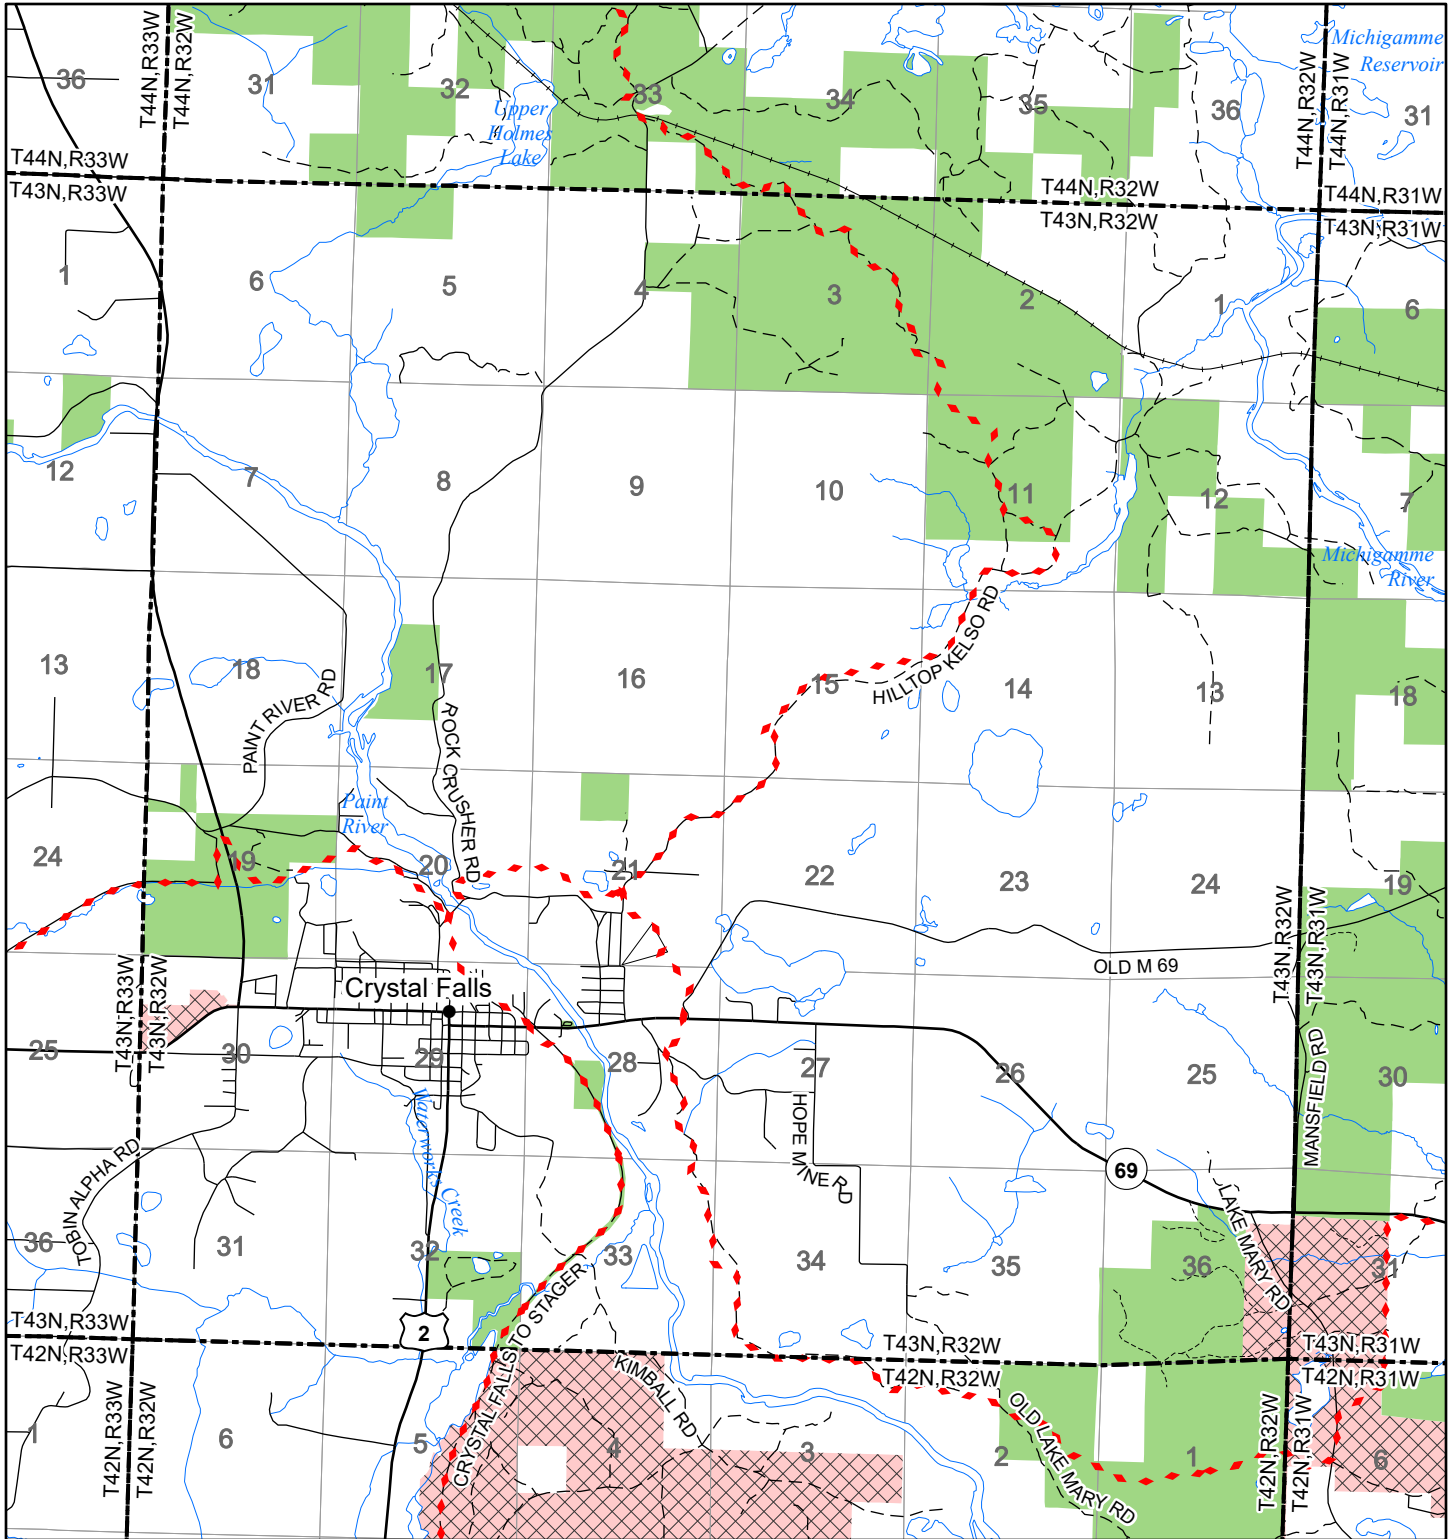 T44N,R33W
T44N,R32W
T44N,R32W
T44N,R31W
Michigamme
Reservoir
36
31
32
83
34
35
36
31
Upper
Holmes
Lake
T44N,R33W
T43N,R33W
T44N,R32W
T43N,R32W
T44N,R31W
T43N,R31W
1
6
5
4
3
2
1
6
12
7
8
9
10
11
12
7
Michigamme
River
13
18
17
16
15
14
13
18
PAINT RIVER RD
ROCK CRUSHER RD
HILLTOP KELSO RD
Paint
River
24
19
20
21
22
23
24
19
OLD M 69
T43N,R33W
T43N,R32W
T43N,R32W
T43N,R31W
Crystal Falls
25
30
29
28
27
26
25
30
MANSFIELD RD
HOPE MINE RD
Waterworks Creek
TOBIN ALPHA RD
69
LAKE MARY RD
36
31
32
33
34
35
36
31
CRYSTAL FALLS TO STAGER
2
T43N,R33W
T42N,R33W
T43N,R32W
T42N,R32W
T43N,R31W
T42N,R31W
KIMBALL RD
OLD LAKE MARY RD
T42N,R33W
T42N,R32W
T42N,R32W
T42N,R31W
1
6
5
4
3
2
1
6